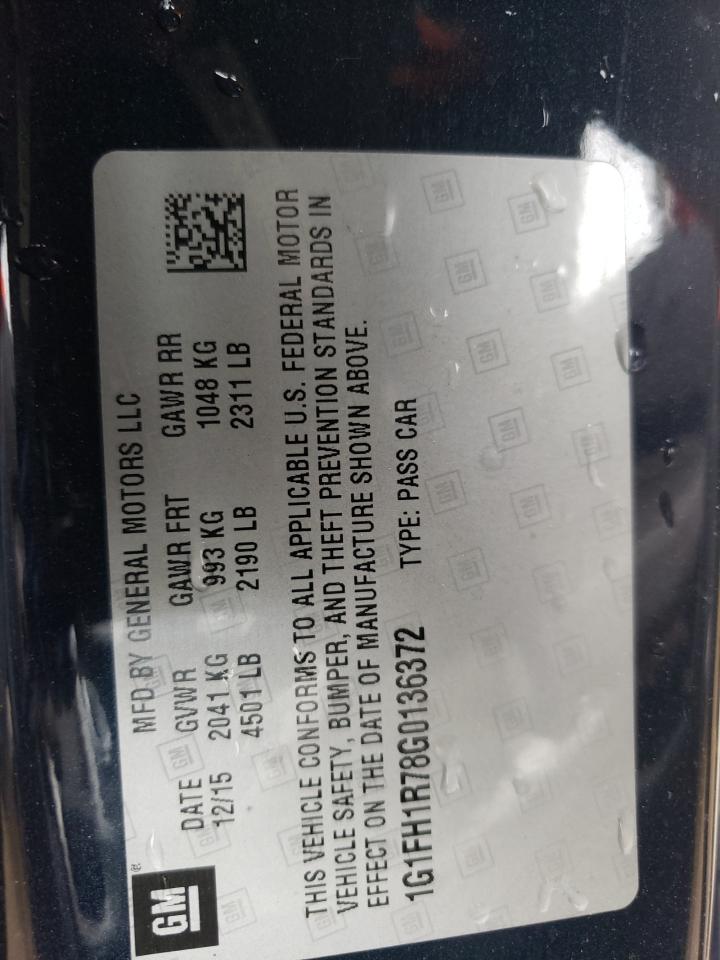 GM
MFD BY GENERAL MOTORS LLC
DATE GVWR GAWR FRT GAWR RR
12/15 2041 KG 993 KG 1048 KG
4501 LB 2190 LB 2311 LB
THIS VEHICLE CONFORMS TO ALL APPLICABLE U.S. FEDERAL MOTOR
VEHICLE SAFETY, BUMPER, AND THEFT PREVENTION STANDARDS IN
EFFECT ON THE DATE OF MANUFACTURE SHOWN ABOVE.
1G1FH1R78G0136372 TYPE: PASS CAR